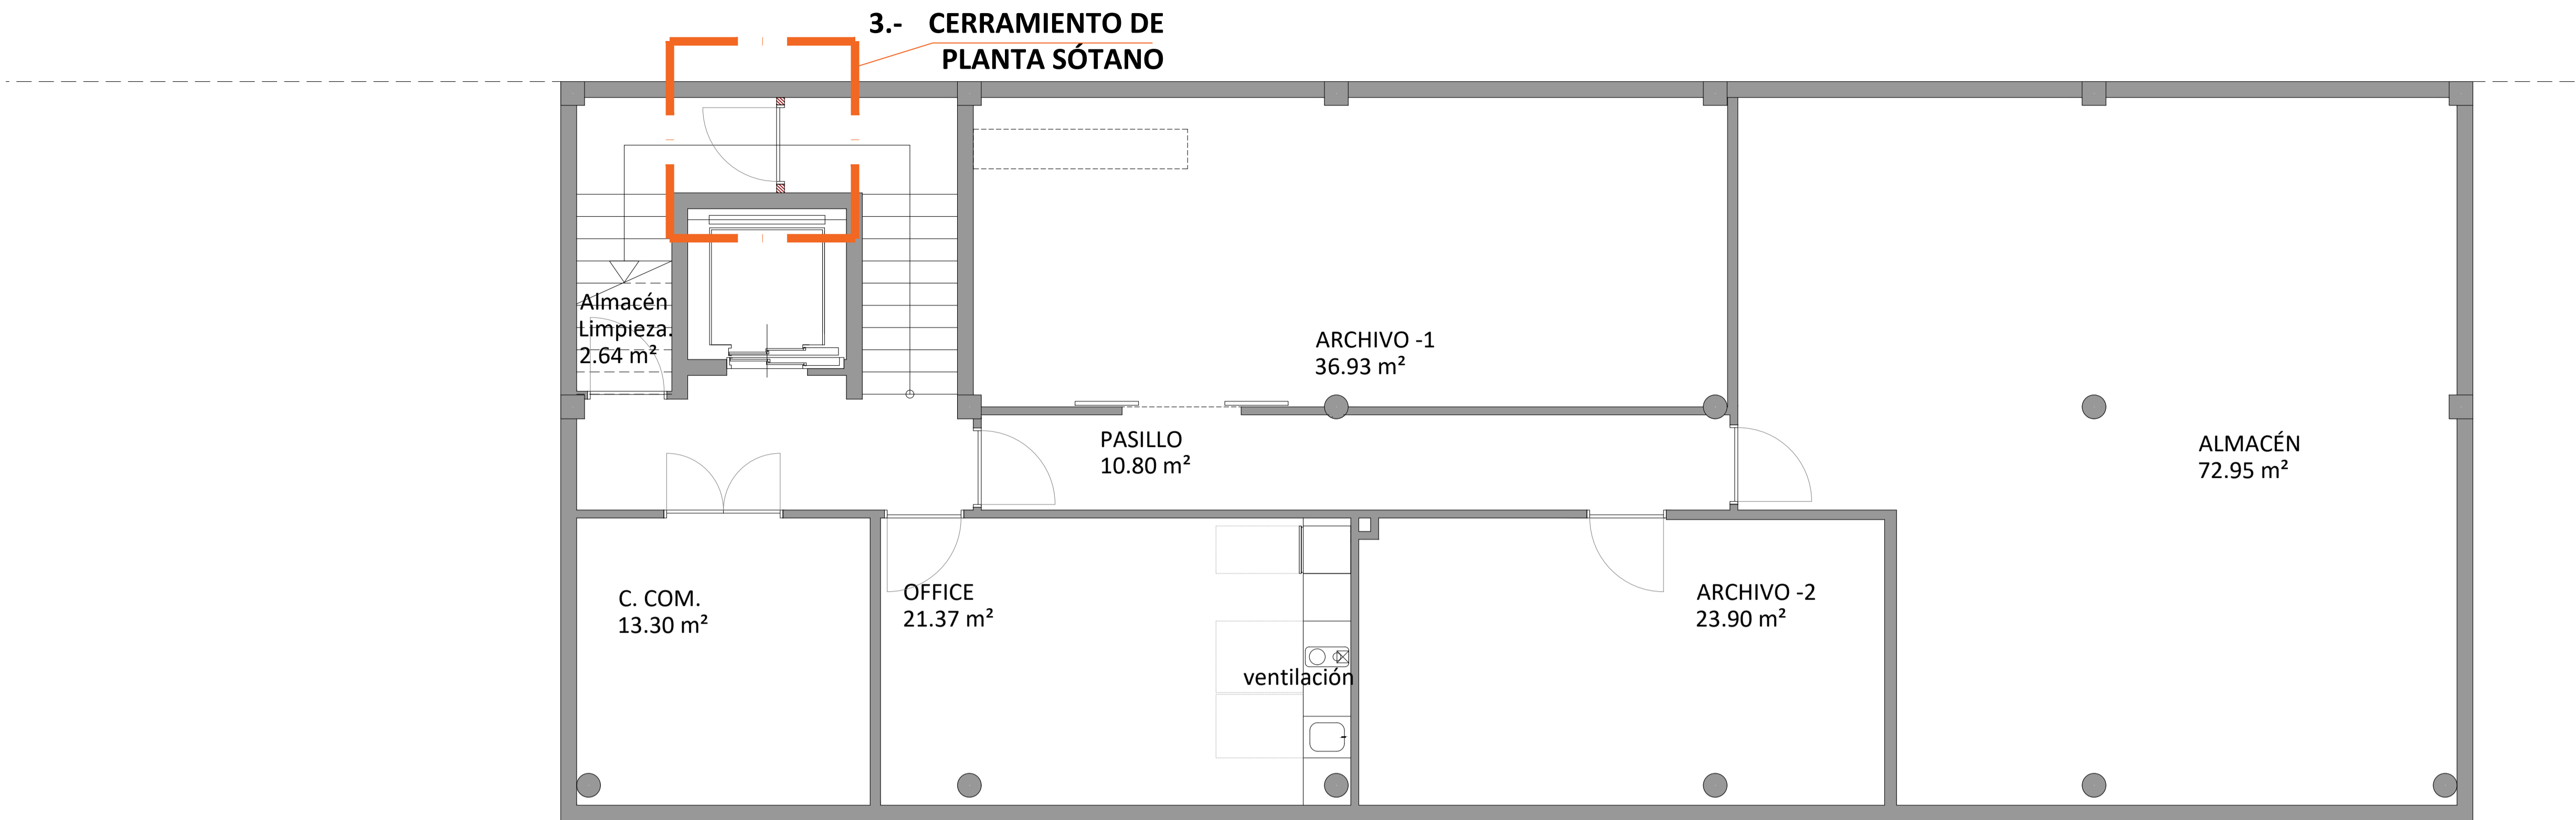 3.- CERRAMIENTO DE
PLANTA SÓTANO
Almacén
Limpieza.
2.64 m²
ARCHIVO -1
36.93 m²
PASILLO
10.80 m²
ALMACÉN
72.95 m²
C. COM.
13.30 m²
OFFICE
21.37 m²
ARCHIVO -2
23.90 m²
ventilación